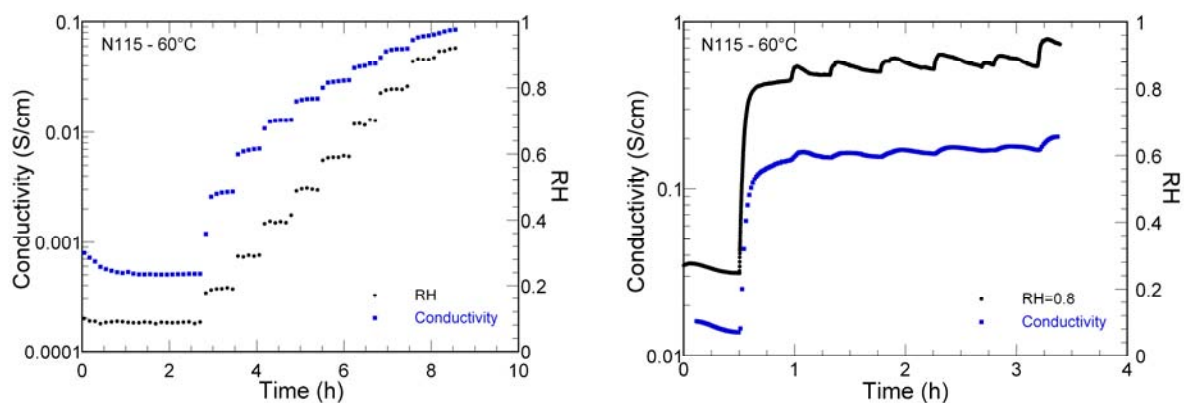 N115 - 60°C
Conductivity (S/cm)
0.1
0.01
0.001
0.0001
1
0.8
0.6
0.4
0.2
0
RH
RH
Conductivity
0 2 4 6 8 10
Time (h)
N115 - 60°C
Conductivity (S/cm)
1
0.1
0.01
1
0.8
0.6
0.4
0.2
0
RH
RH=0.8
Conductivity
0 1 2 3 4
Time (h)